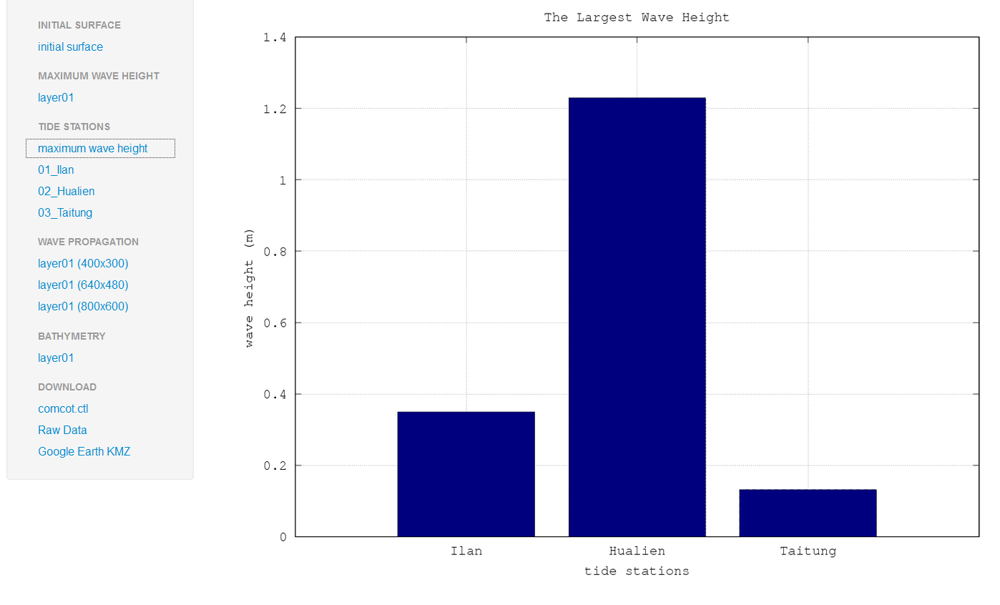 INITIAL SURFACE
initial surface
MAXIMUM WAVE HEIGHT
layer01
TIDE STATIONS
maximum wave height
01_Ilan
02_Hualien
03_Taitung
WAVE PROPAGATION
layer01 (400x300)
layer01 (640x480)
layer01 (800x600)
BATHYMETRY
layer01
DOWNLOAD
comcot.ctl
Raw Data
Google Earth KMZ
The Largest Wave Height
wave height (m)
1.4
1.2
1
0.8
0.6
0.4
0.2
0
Ilan Hualien Taitung
tide stations